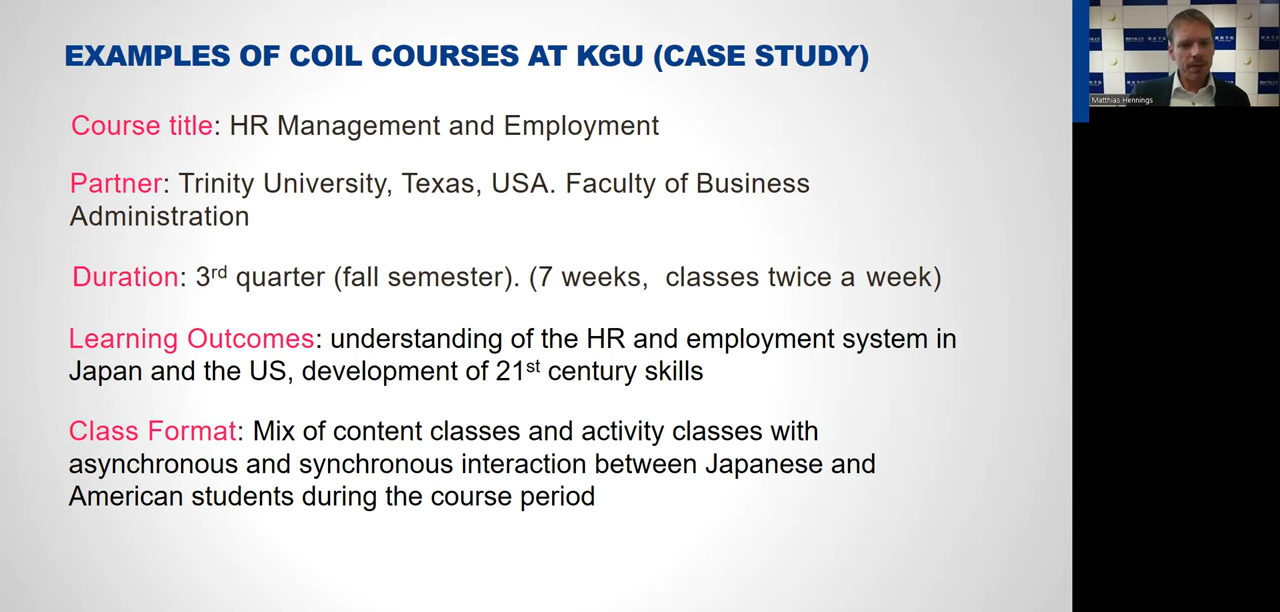 EXAMPLES OF COIL COURSES AT KGU (CASE STUDY)
Course title: HR Management and Employment
Partner: Trinity University, Texas, USA. Faculty of Business
Administration
Duration: 3rd quarter (fall semester). (7 weeks, classes twice a week)
Learning Outcomes: understanding of the HR and employment system in
Japan and the US, development of 21st century skills
Class Format: Mix of content classes and activity classes with
asynchronous and synchronous interaction between Japanese and
American students during the course period
Matthias Hennings